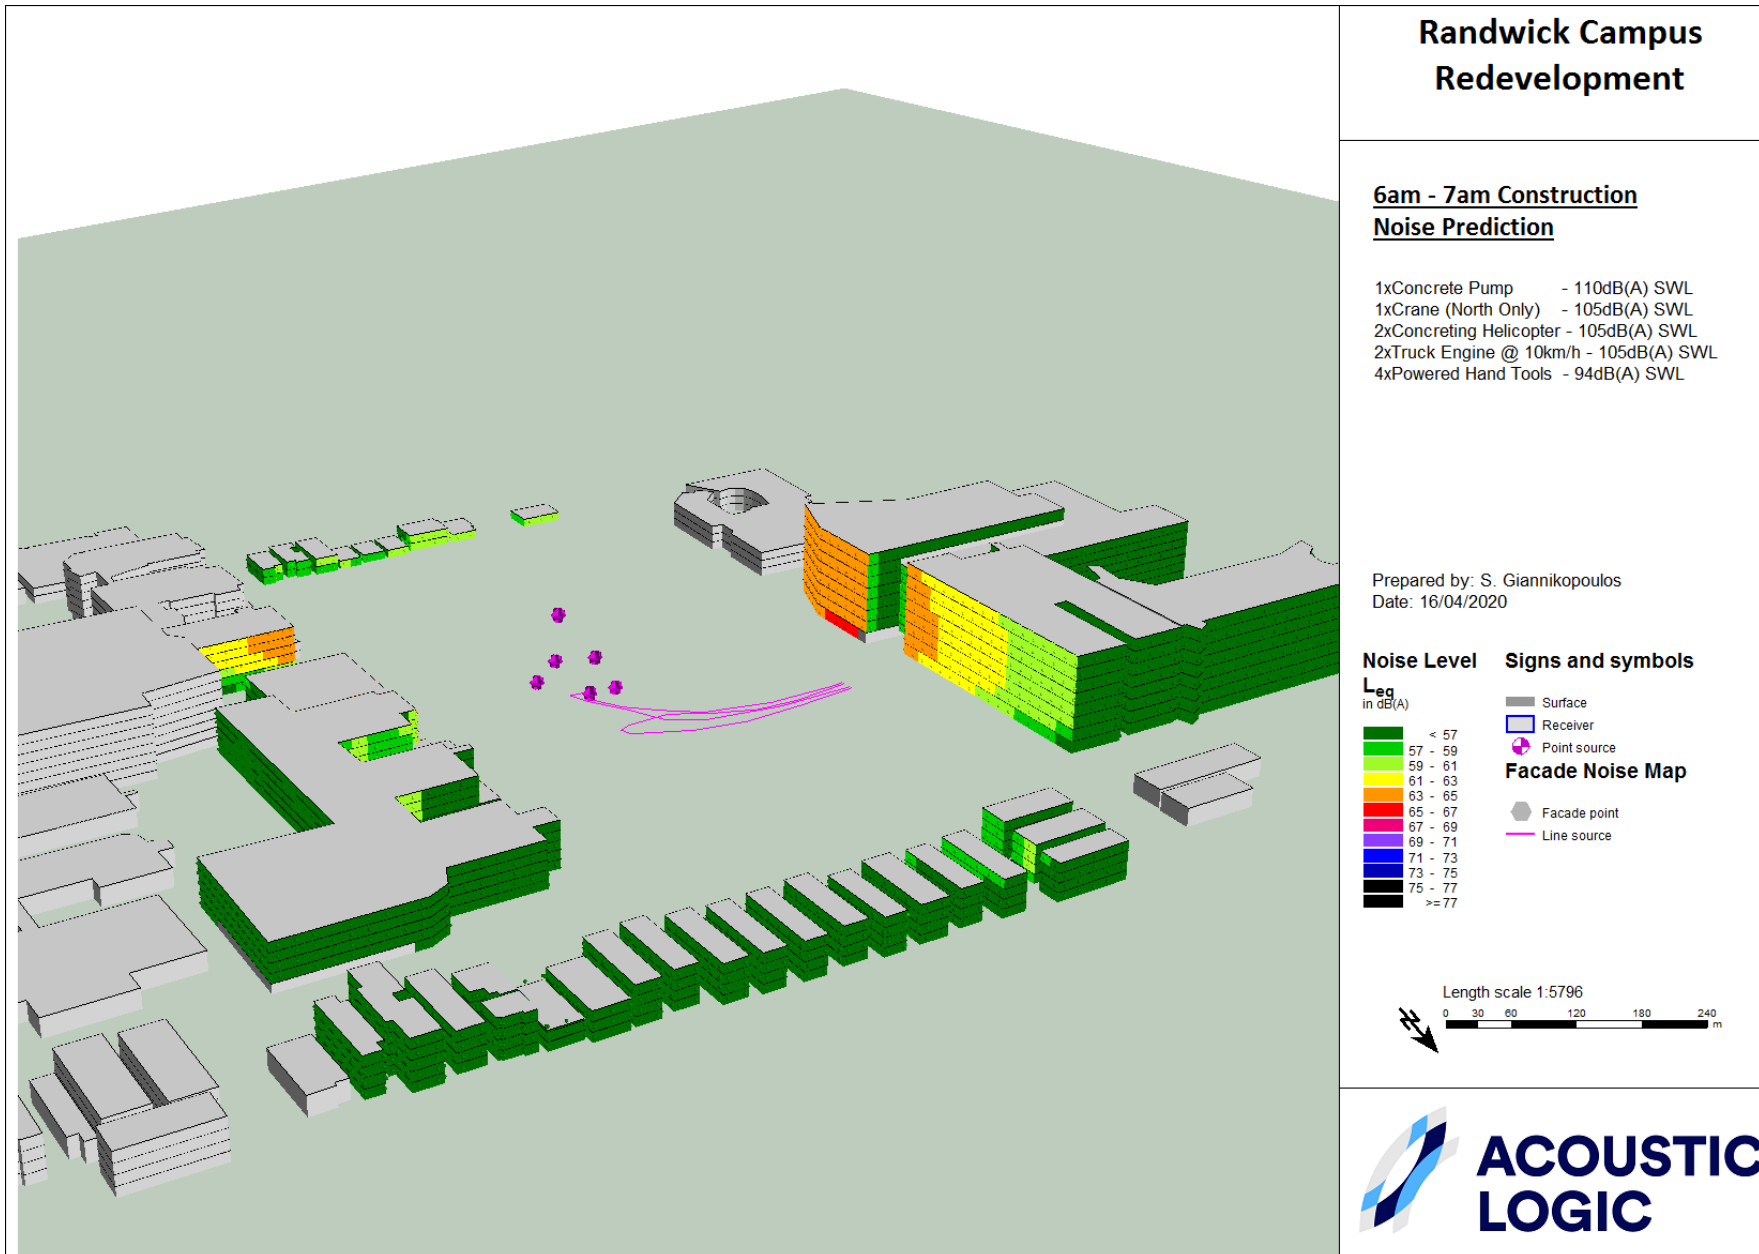 Randwick Campus
Redevelopment
6am - 7am Construction
Noise Prediction
1xConcrete Pump - 110dB(A) SWL
1xCrane (North Only) - 105dB(A) SWL
2xConcreting Helicopter - 105dB(A) SWL
2xTruck Engine @ 10km/h - 105dB(A) SWL
4xPowered Hand Tools - 94dB(A) SWL
Prepared by: S. Giannikopoulos
Date: 16/04/2020
Noise Level
Leq
in dB(A)
< 57
57 - 59
59 - 61
61 - 63
63 - 65
65 - 67
67 - 69
69 - 71
71 - 73
73 - 75
75 - 77
>= 77
Signs and symbols
Surface
Receiver
Point source
Facade Noise Map
Facade point
Line source
Length scale 1:5796
0 30 60 120 180 240
m
N
ACOUSTIC
LOGIC